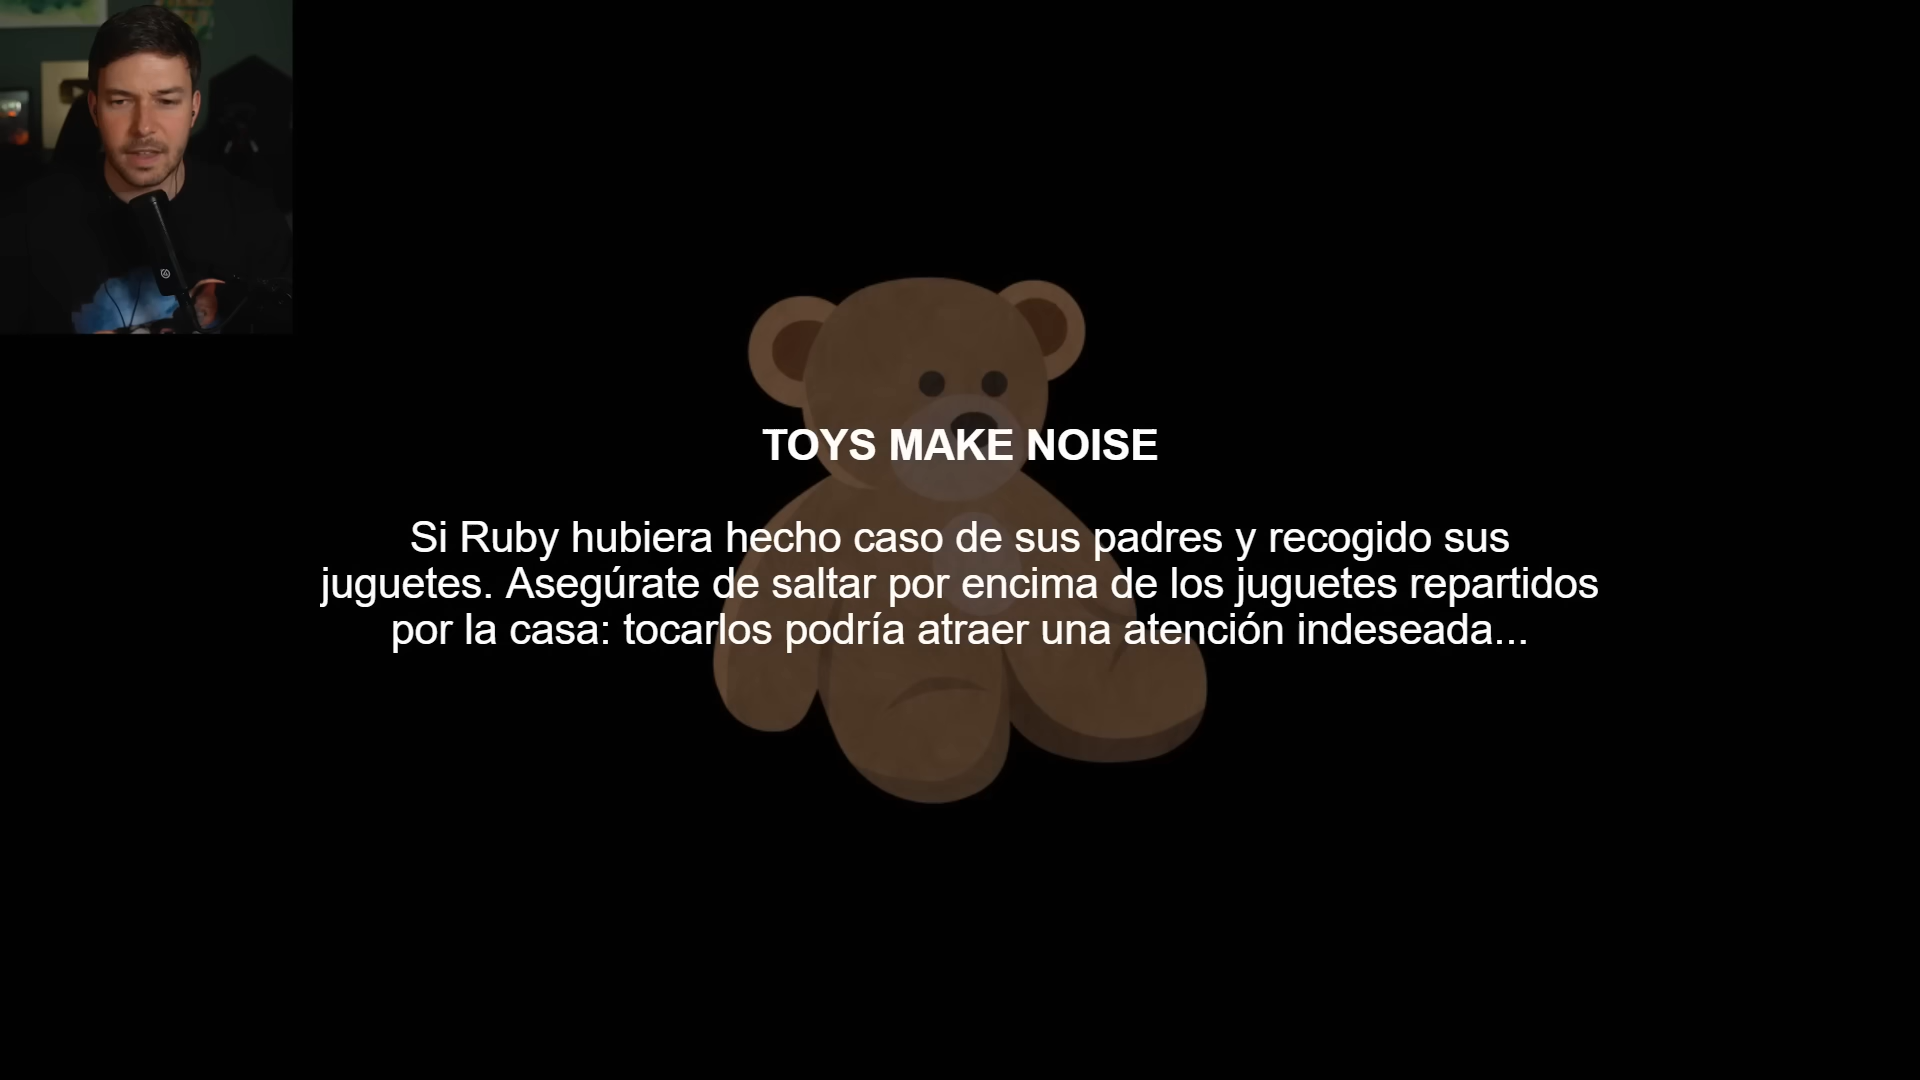 TOYS MAKE NOISE
Si Ruby hubiera hecho caso de sus padres y recogido sus
juguetes. Asegúrate de saltar por encima de los juguetes repartidos
por la casa: tocarlos podría atraer una atención indeseada...